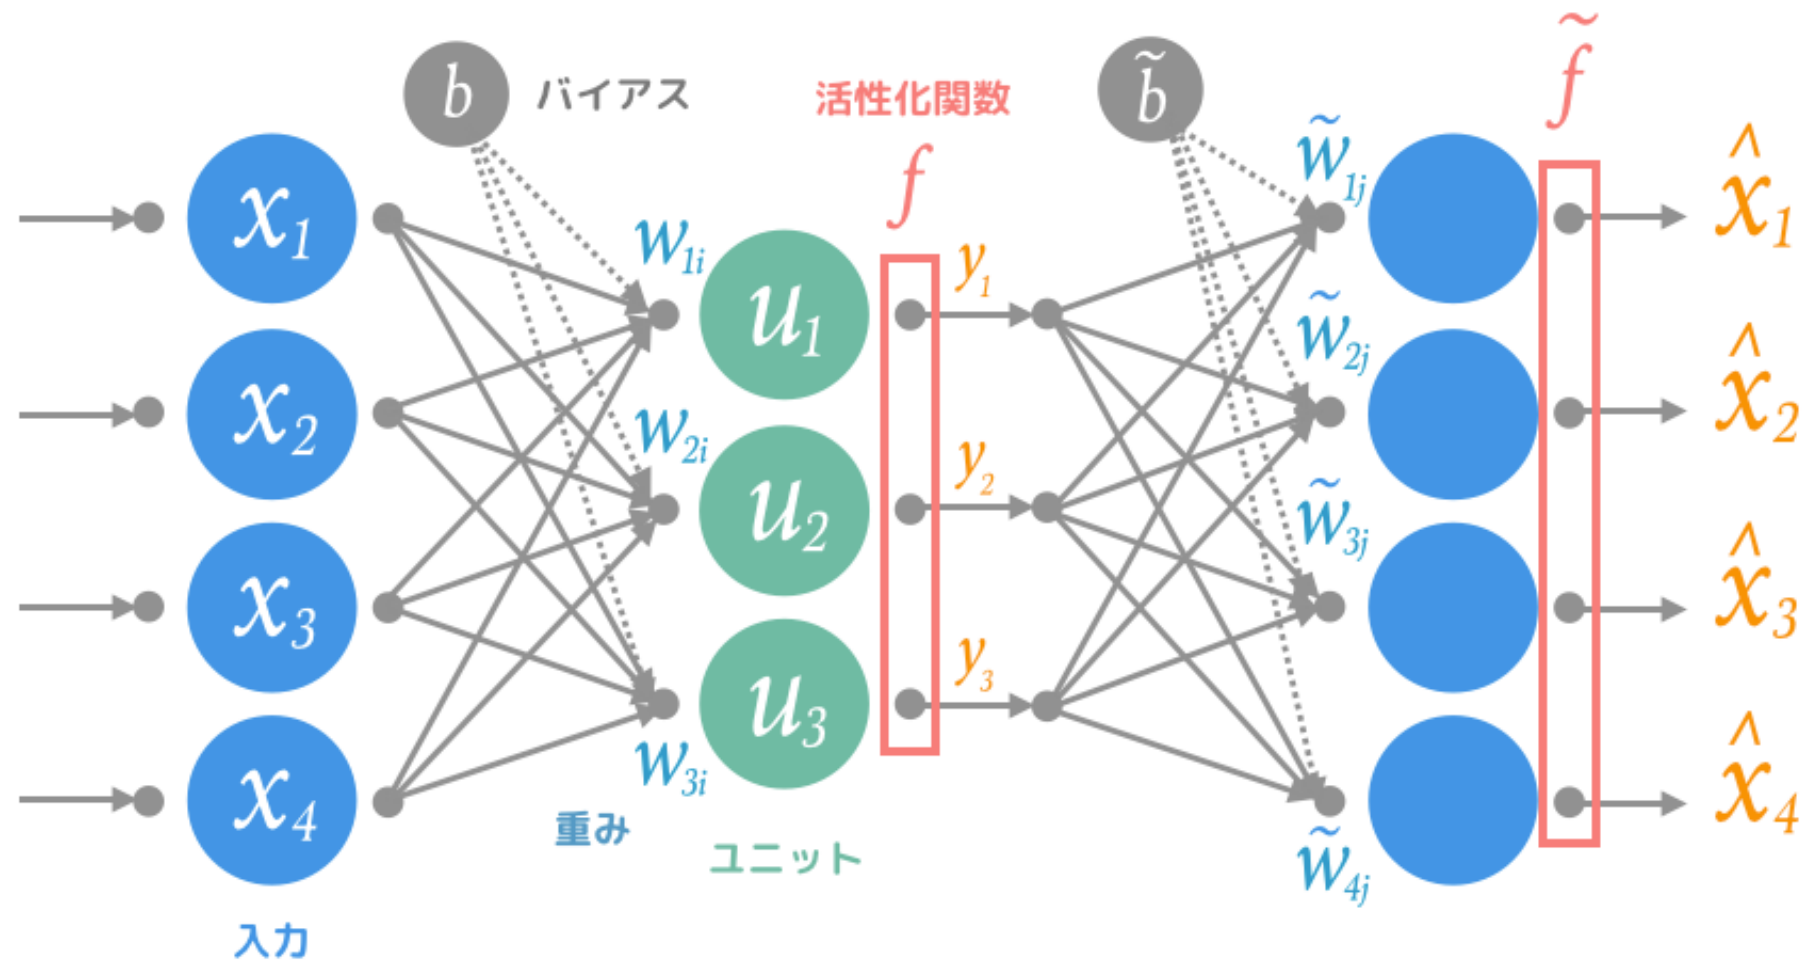 b バイアス
活性化関数
f
b̃
f̃
x₁
x₂
x₃
x₄
入力
w₁ᵢ
w₂ᵢ
w₃ᵢ
重み
u₁
u₂
u₃
ユニット
y₁
y₂
y₃
w̃₁ⱼ
w̃₂ⱼ
w̃₃ⱼ
w̃₄ⱼ
x̂₁
x̂₂
x̂₃
x̂₄